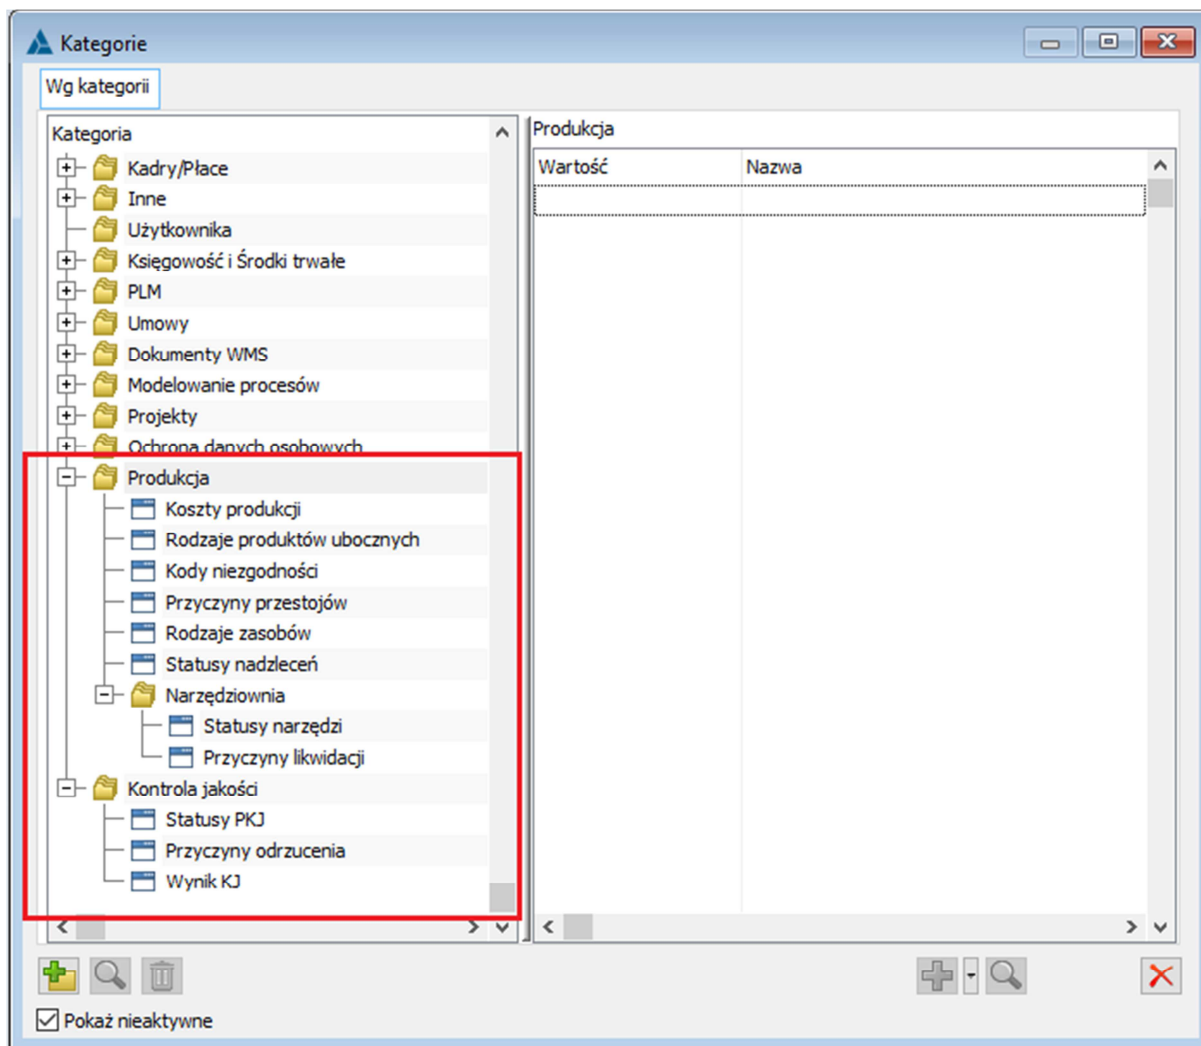 Kategorie
Wg kategorii
Kategoria
Kadry/Płace
Inne
Użytkownika
Księgowość i Środki trwałe
PLM
Umowy
Dokumenty WMS
Modelowanie procesów
Projekty
Ochrona danych osobowych
Produkcja
Koszty produkcji
Rodzaje produktów ubocznych
Kody niezgodności
Przyczyny przestojów
Rodzaje zasobów
Statusy nadzleceń
Narzędziownia
Statusy narzędzi
Przyczyny likwidacji
Kontrola jakości
Statusy PKJ
Przyczyny odrzucenia
Wynik KJ
Produkcja
Wartość Nazwa
Pokaż nieaktywne